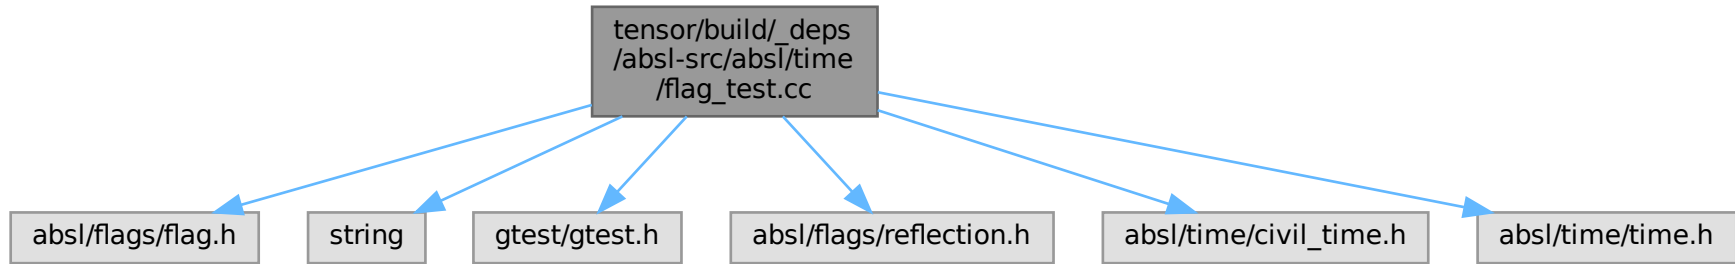 tensor/build/_deps
/absl-src/absl/time
/flag_test.cc
absl/flags/flag.h
string
gtest/gtest.h
absl/flags/reflection.h
absl/time/civil_time.h
absl/time/time.h